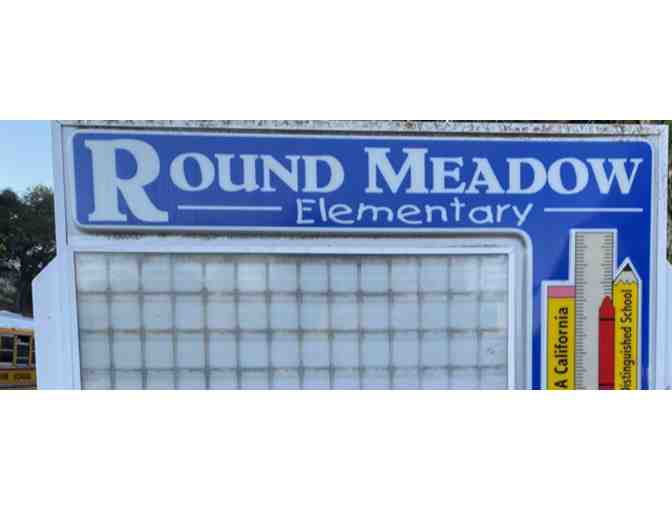 ROUND MEADOW
Elementary
A California
Distinguished School